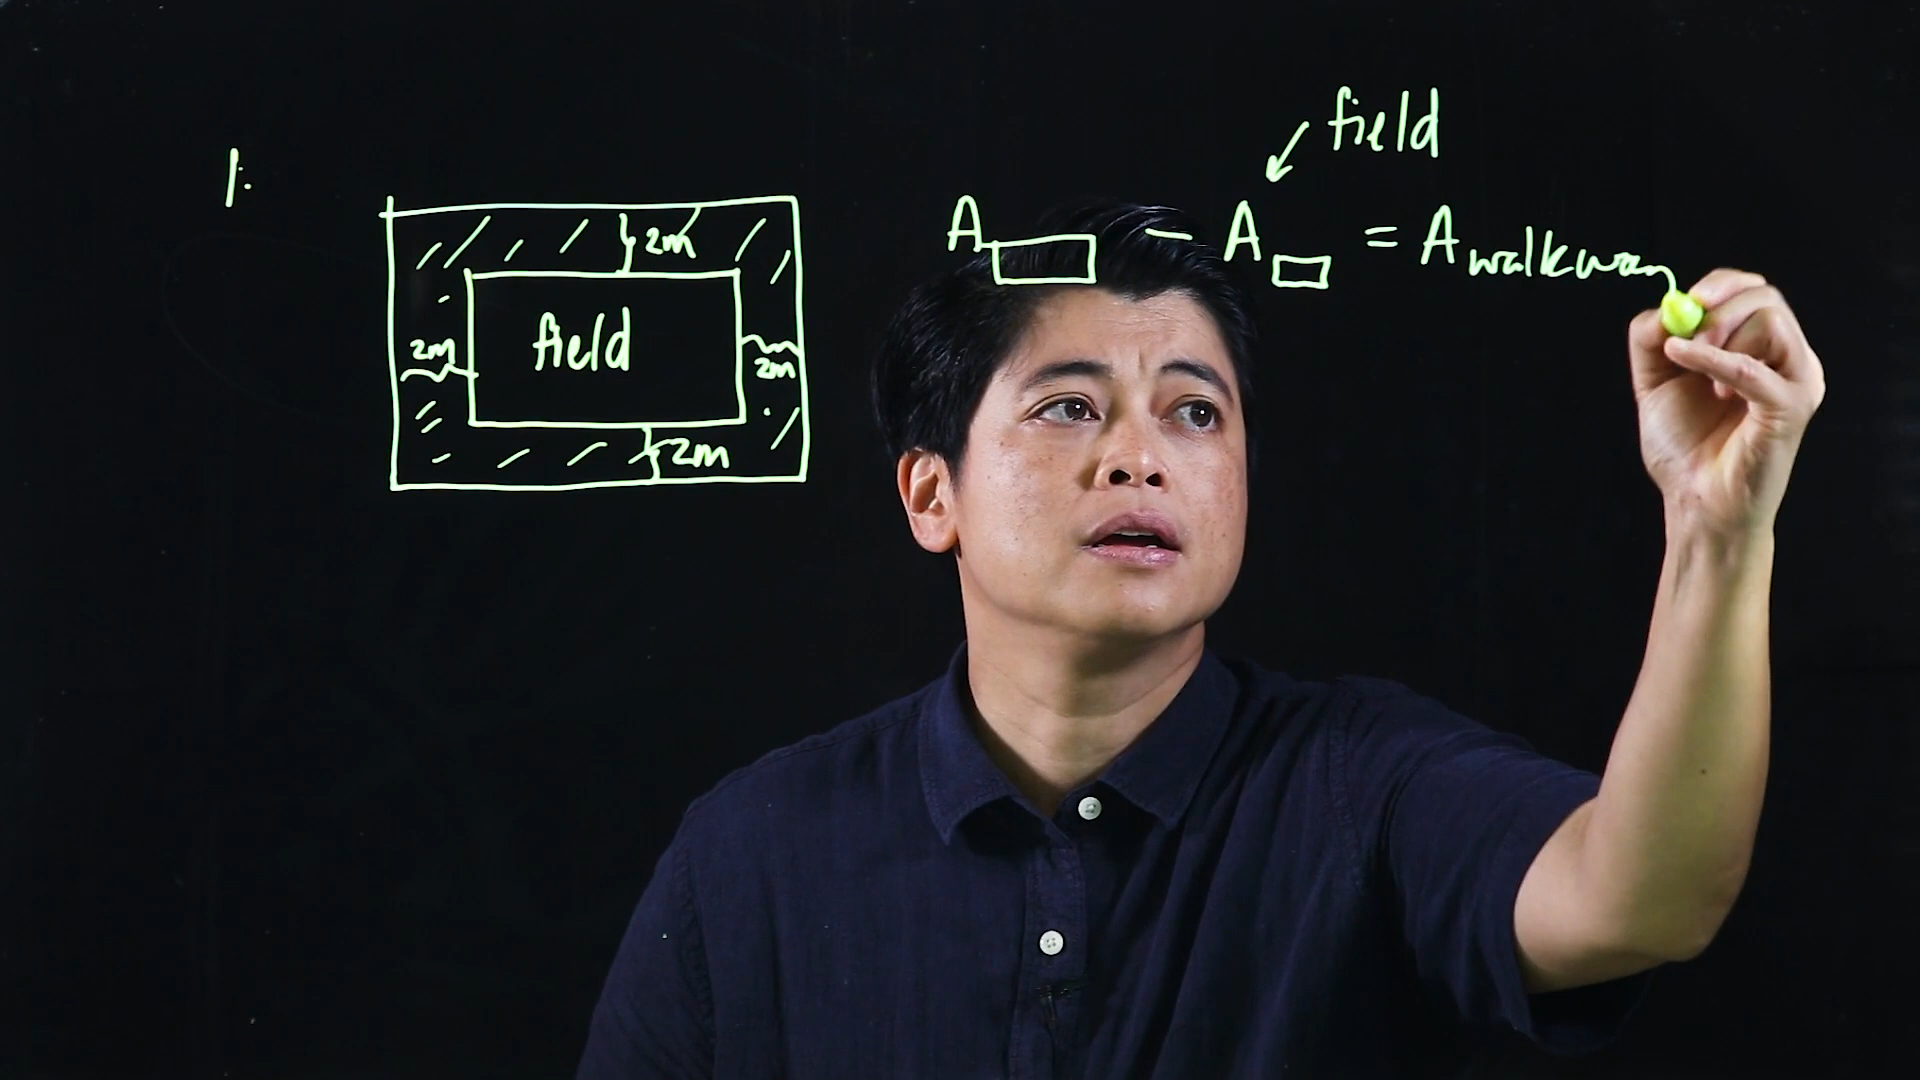 1.
field
A - A = A walkway
2m
2m field 2m
2m